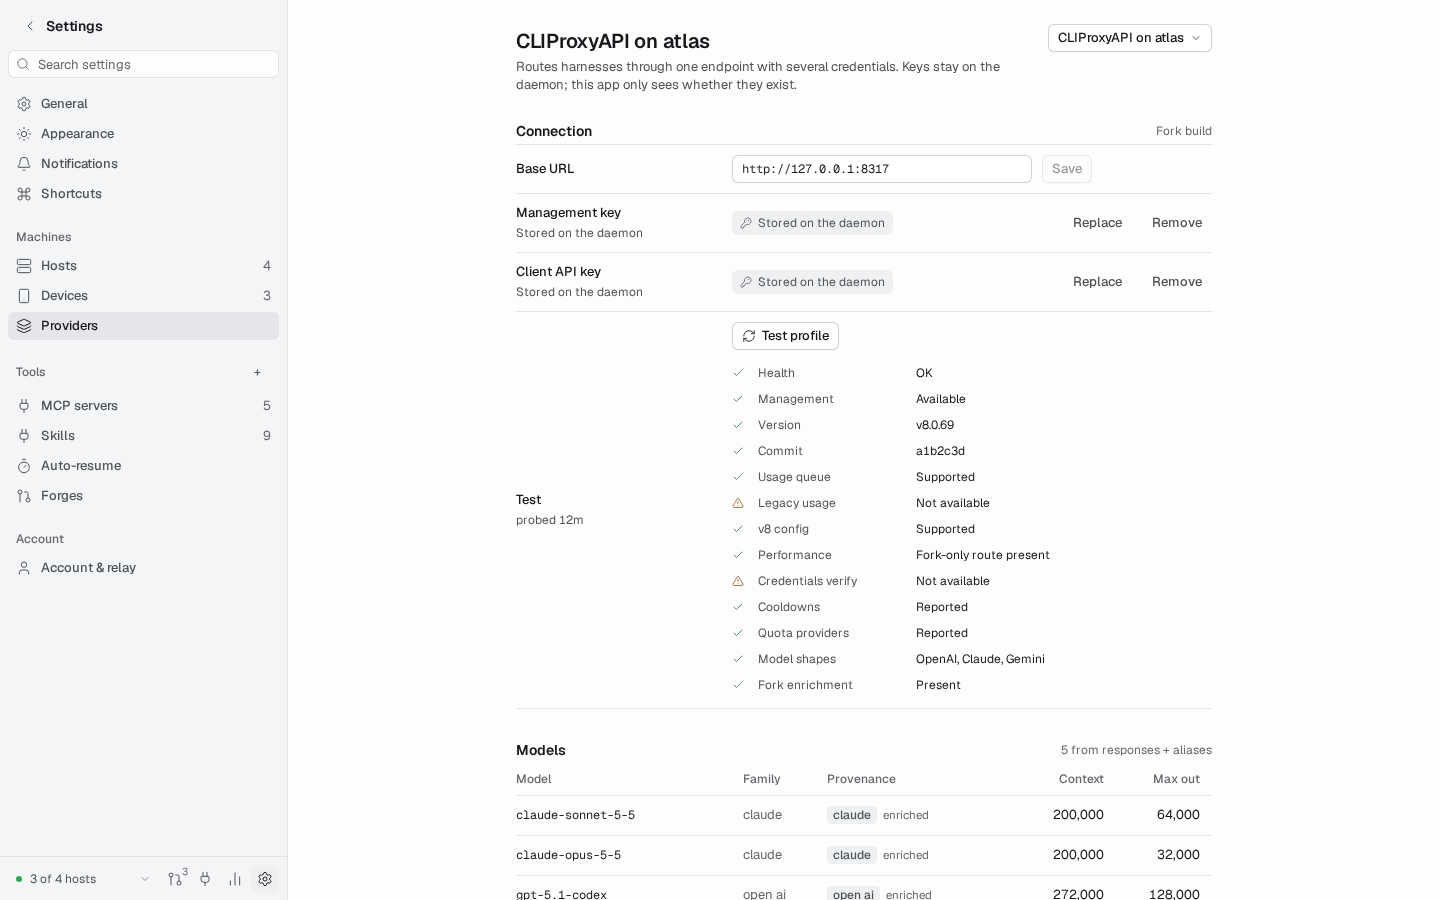 Settings
Search settings
General
Appearance
Notifications
Shortcuts
Machines
Hosts 4
Devices 3
Providers
Tools +
MCP servers 5
Skills 9
Auto-resume
Forges
Account
Account & relay
3 of 4 hosts 3
CLIProxyAPI on atlas
CLIProxyAPI on atlas
Routes harnesses through one endpoint with several credentials. Keys stay on the
daemon; this app only sees whether they exist.
Connection Fork build
Base URL http://127.0.0.1:8317 Save
Management key
Stored on the daemon
Stored on the daemon Replace Remove
Client API key
Stored on the daemon
Stored on the daemon Replace Remove
Test
probed 12m
Test profile
Health OK
Management Available
Version v8.0.69
Commit a1b2c3d
Usage queue Supported
Legacy usage Not available
v8 config Supported
Performance Fork-only route present
Credentials verify Not available
Cooldowns Reported
Quota providers Reported
Model shapes OpenAI, Claude, Gemini
Fork enrichment Present
Models 5 from responses + aliases
Model Family Provenance Context Max out
claude-sonnet-5-5 claude claude enriched 200,000 64,000
claude-opus-5-5 claude claude enriched 200,000 32,000
gpt-5.1-codex open ai open ai enriched 272,000 128,000